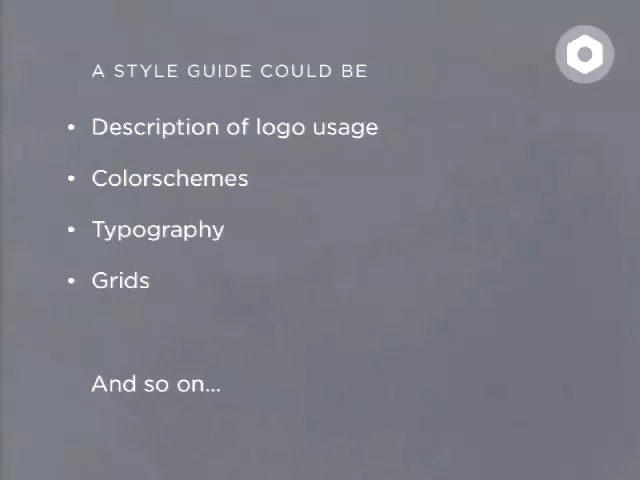 A STYLE GUIDE COULD BE
• Description of logo usage
• Colorschemes
• Typography
• Grids
And so on...